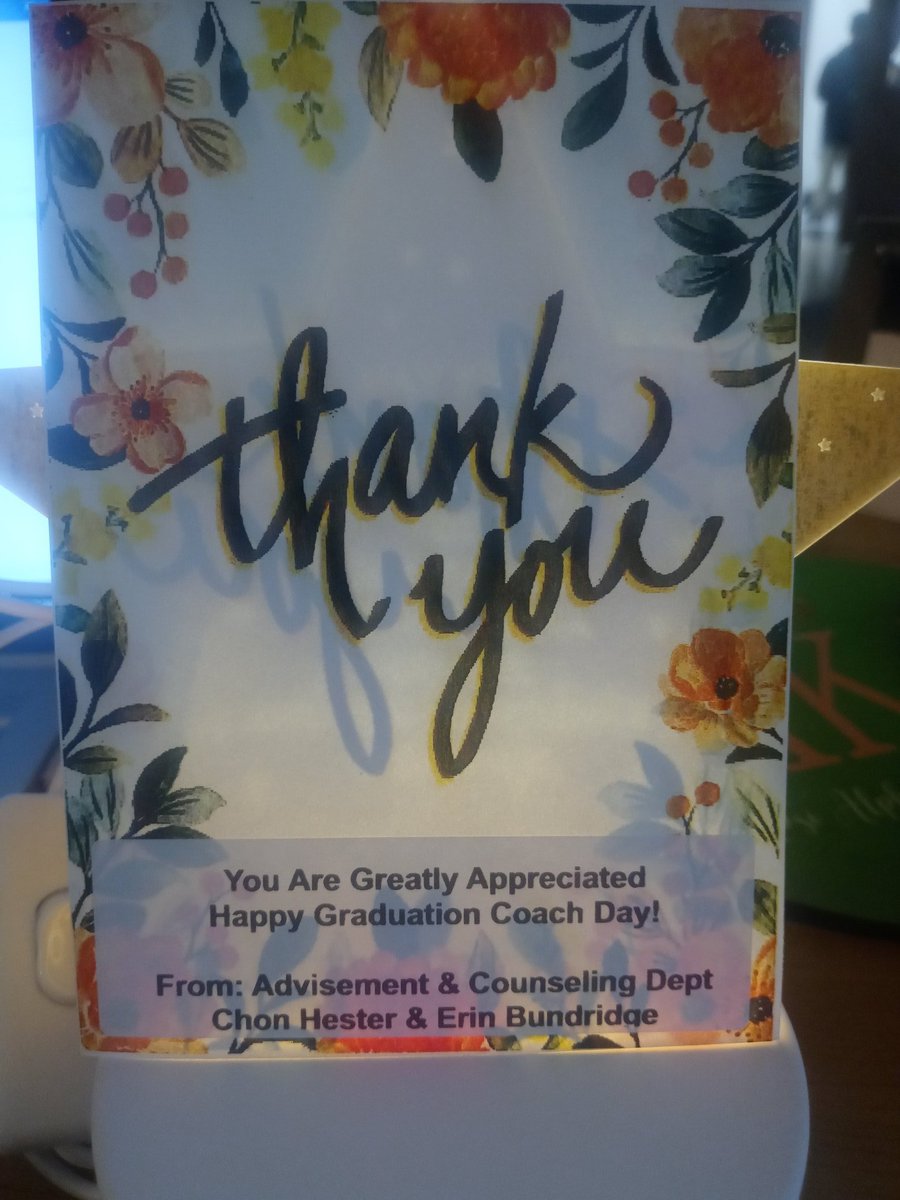 thank
you
You Are Greatly Appreciated
Happy Graduation Coach Day!
From: Advisement & Counseling Dept
Chon Hester & Erin Bundridge